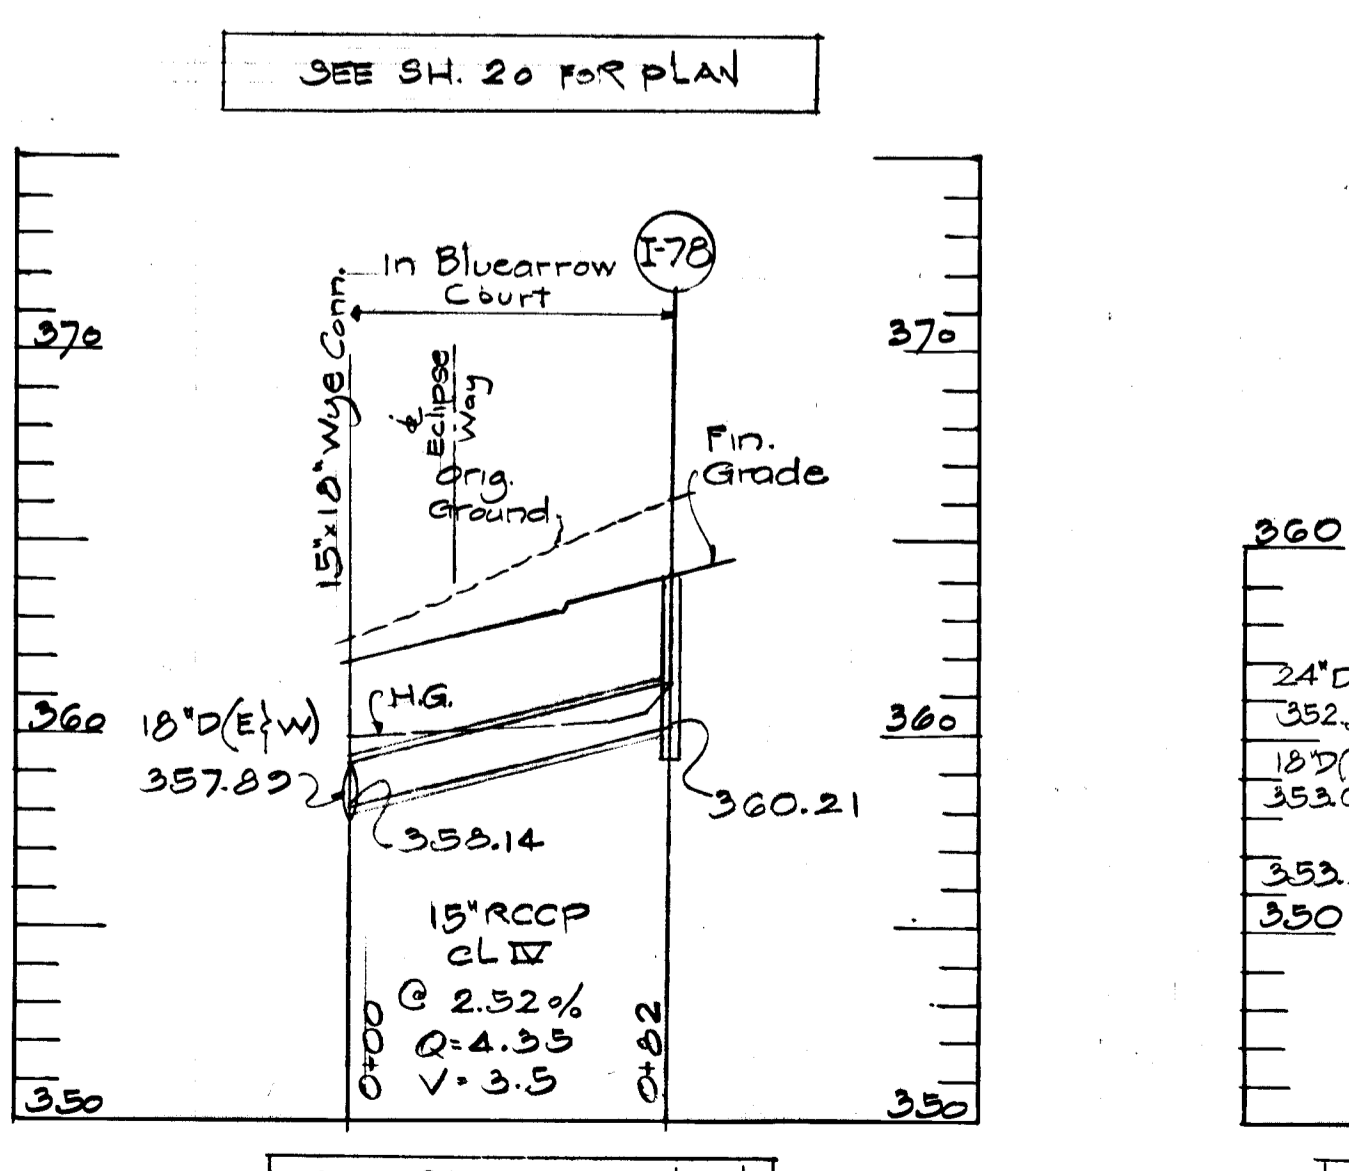 SEE SH. 20 FOR PLAN
I-78
in Bluearrow
Court
15"x18" Wye Conn.
370
370
℄ Eclipse
Way
Fin.
Grade
Orig.
Ground
360
H.G.
18"D(E&W)
357.89
358.14
360.21
360
15" RCCP
CL IV
@ 2.52%
Q=4.35
V=3.5
0+00
0+82
350
350
360
24"D
352.
18"D(
353.0
353.
350